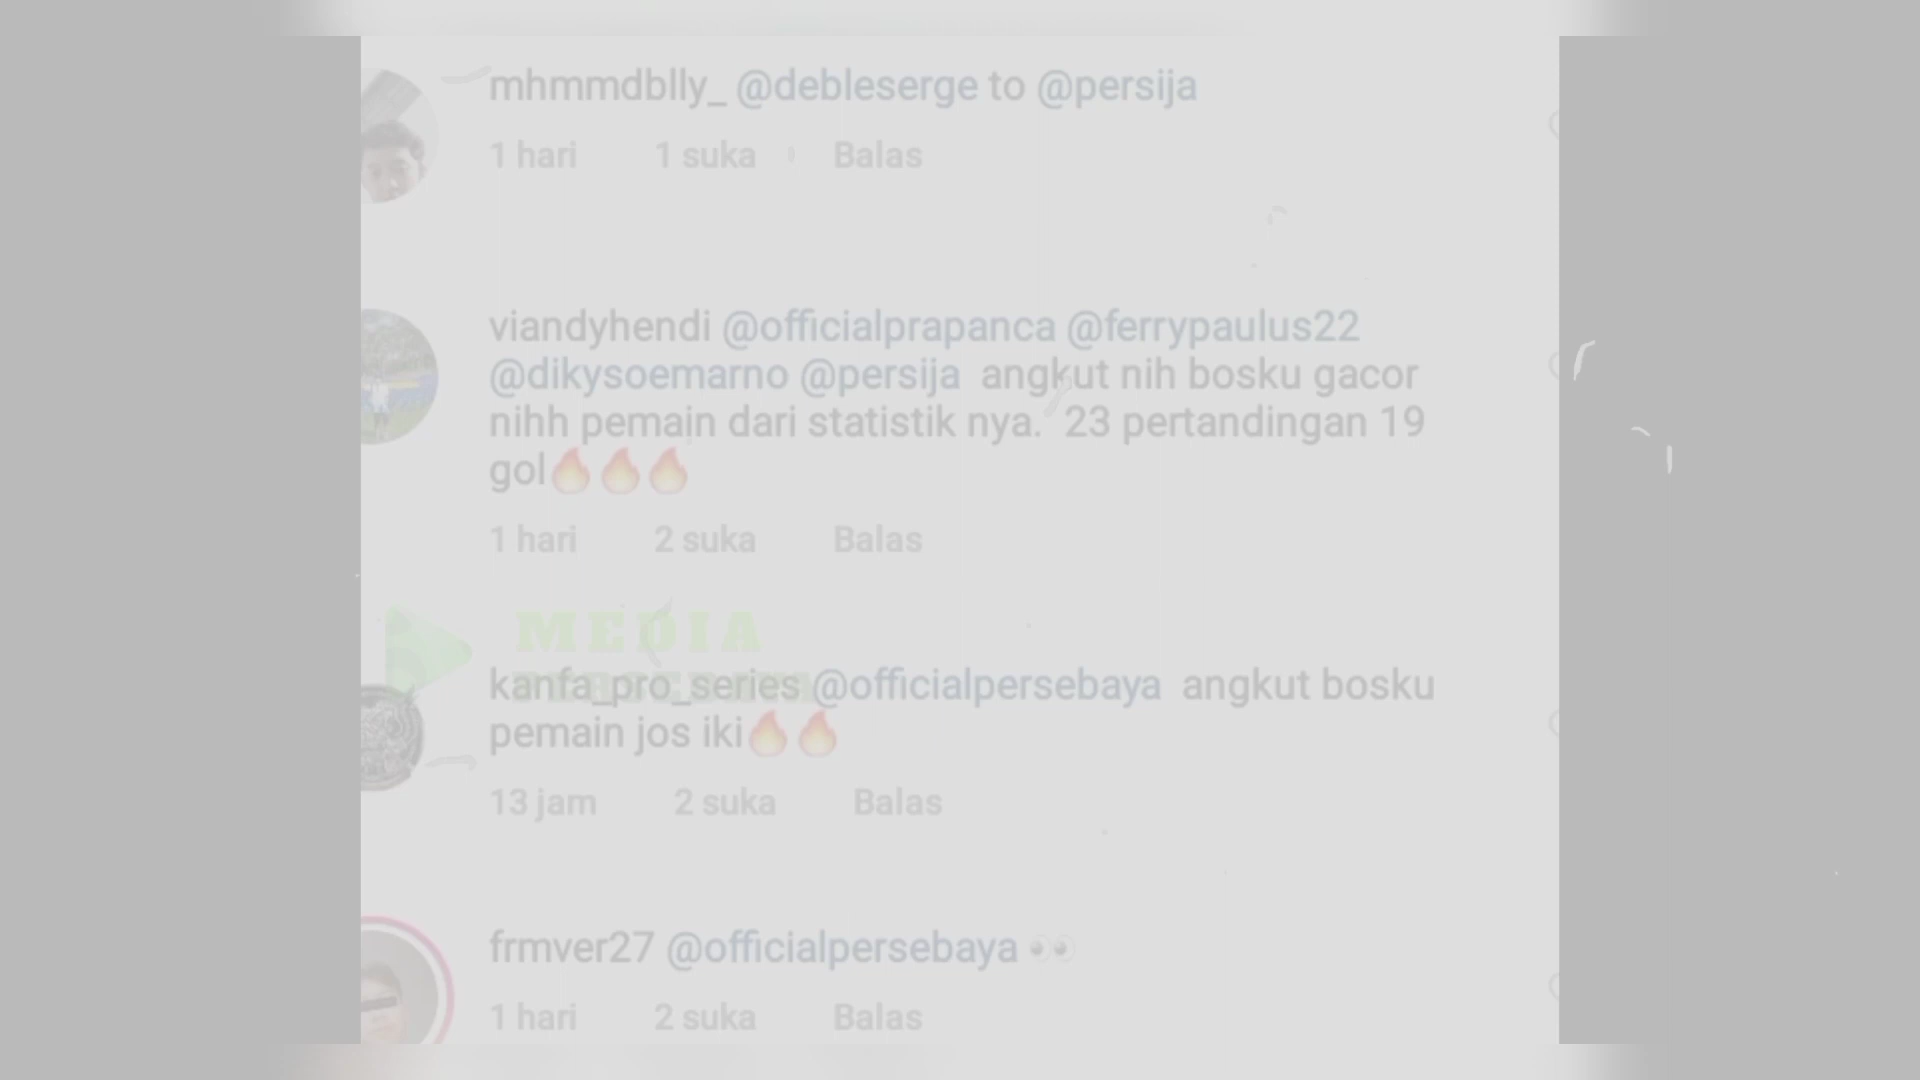 mhmmdblly_ @debleserge to @persija
1 hari 1 suka Balas
viandyhendi @officialprapanca @ferrypaulus22
@dikysoemarno @persija angkut nih bosku gacor
nihh pemain dari statistik nya. 23 pertandingan 19
gol🔥🔥🔥
1 hari 2 suka Balas
MEDIA
kanfa_pro_series @officialpersebaya angkut bosku
pemain jos iki🔥🔥
13 jam 2 suka Balas
frmver27 @officialpersebaya 👀
1 hari 2 suka Balas